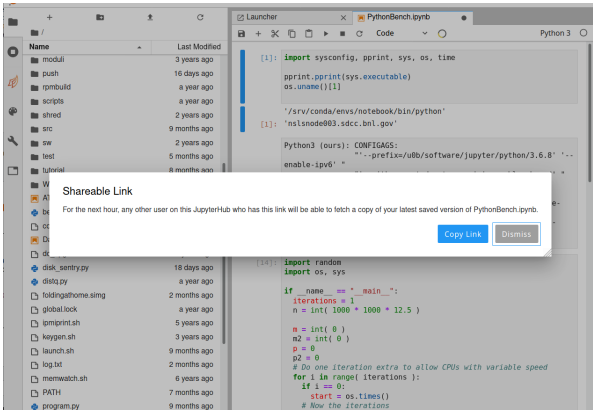 Launcher
PythonBench.ipynb
/
Code
Python 3
Name
Last Modified
moduli
3 years ago
push
16 days ago
rpmbuild
a year ago
scripts
a year ago
shred
2 years ago
src
9 months ago
sw
2 years ago
test
5 months ago
tutorial
8 months ago
disk_sentry.py
18 days ago
distq.py
a year ago
foldingathome.simg
2 months ago
global.lock
a year ago
ipmiprint.sh
5 years ago
keygen.sh
3 years ago
launch.sh
9 months ago
log.txt
2 months ago
memwatch.sh
6 years ago
PATH
7 months ago
program.py
9 months ago
[1]: import sysconfig, pprint, sys, os, time
pprint.pprint(sys.executable)
os.uname()[1]
'/srv/conda/envs/notebook/bin/python'
[1]: 'nslsnode003.sdcc.bnl.gov'
Python3 (ours): CONFIGAGS:
"'--prefix=/u0b/software/jupyter/python/3.6.8' '--
enable-ipv6' "
Shareable Link
For the next hour, any other user on this JupyterHub who has this link will be able to fetch a copy of your latest saved version of PythonBench.ipynb.
Copy Link
Dismiss
[14]: import random
import os, sys
if __name__ == "__main__":
iterations = 1
n = int( 1000 * 1000 * 12.5 )
m = int( 0 )
m2 = int( 0 )
p = 0
p2 = 0
# Do one iteration extra to allow CPUs with variable speed
for i in range( iterations ):
if i == 0:
start = os.times()
# Now the iterations